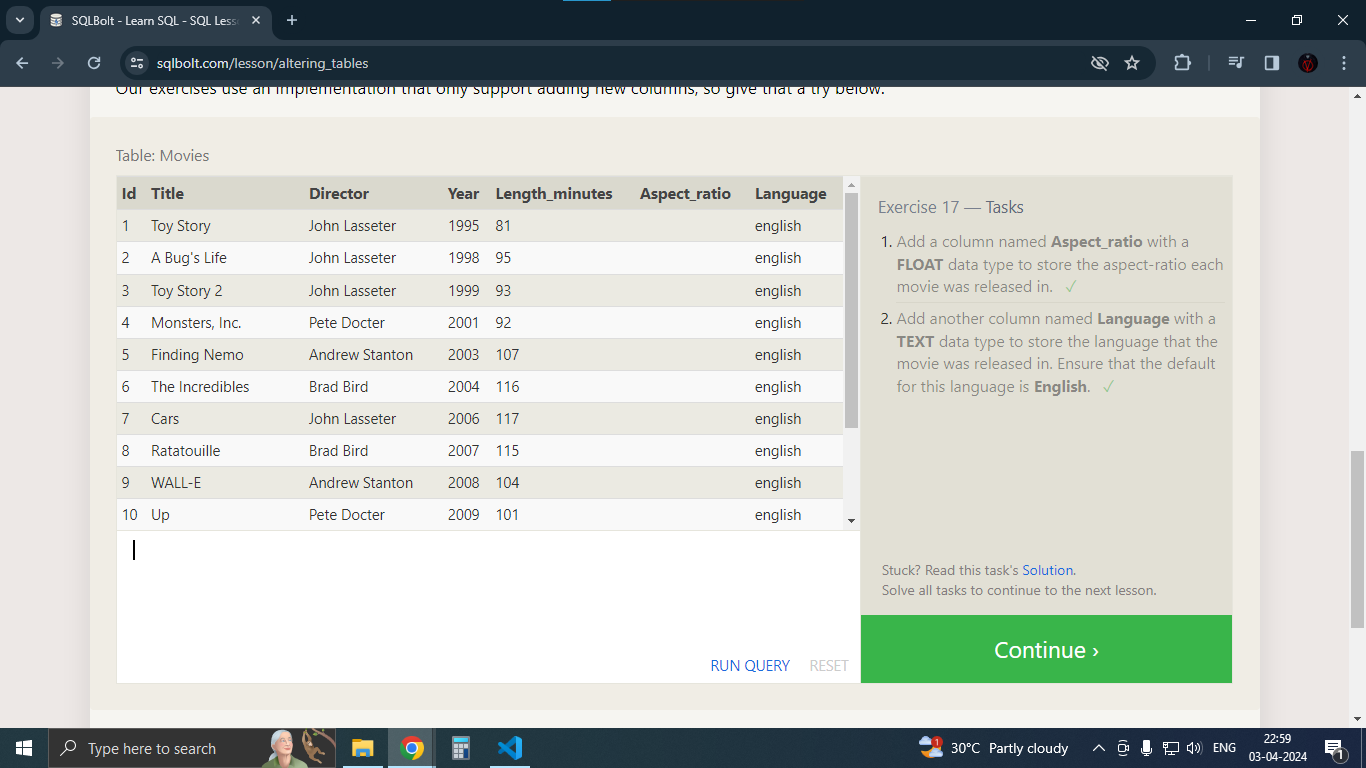 SQLBolt - Learn SQL - SQL Less
sqlbolt.com/lesson/altering_tables
Our exercises use an implementation that only support adding new columns, so give that a try below.
Table: Movies
Id Title Director Year Length_minutes Aspect_ratio Language
1 Toy Story John Lasseter 1995 81 english
2 A Bug's Life John Lasseter 1998 95 english
3 Toy Story 2 John Lasseter 1999 93 english
4 Monsters, Inc. Pete Docter 2001 92 english
5 Finding Nemo Andrew Stanton 2003 107 english
6 The Incredibles Brad Bird 2004 116 english
7 Cars John Lasseter 2006 117 english
8 Ratatouille Brad Bird 2007 115 english
9 WALL-E Andrew Stanton 2008 104 english
10 Up Pete Docter 2009 101 english
RUN QUERY RESET
Exercise 17 — Tasks
1. Add a column named Aspect_ratio with a
FLOAT data type to store the aspect-ratio each
movie was released in. ✓
2. Add another column named Language with a
TEXT data type to store the language that the
movie was released in. Ensure that the default
for this language is English. ✓
Stuck? Read this task's Solution.
Solve all tasks to continue to the next lesson.
Continue ›
Type here to search
1
30°C Partly cloudy
ENG
22:59
03-04-2024
1